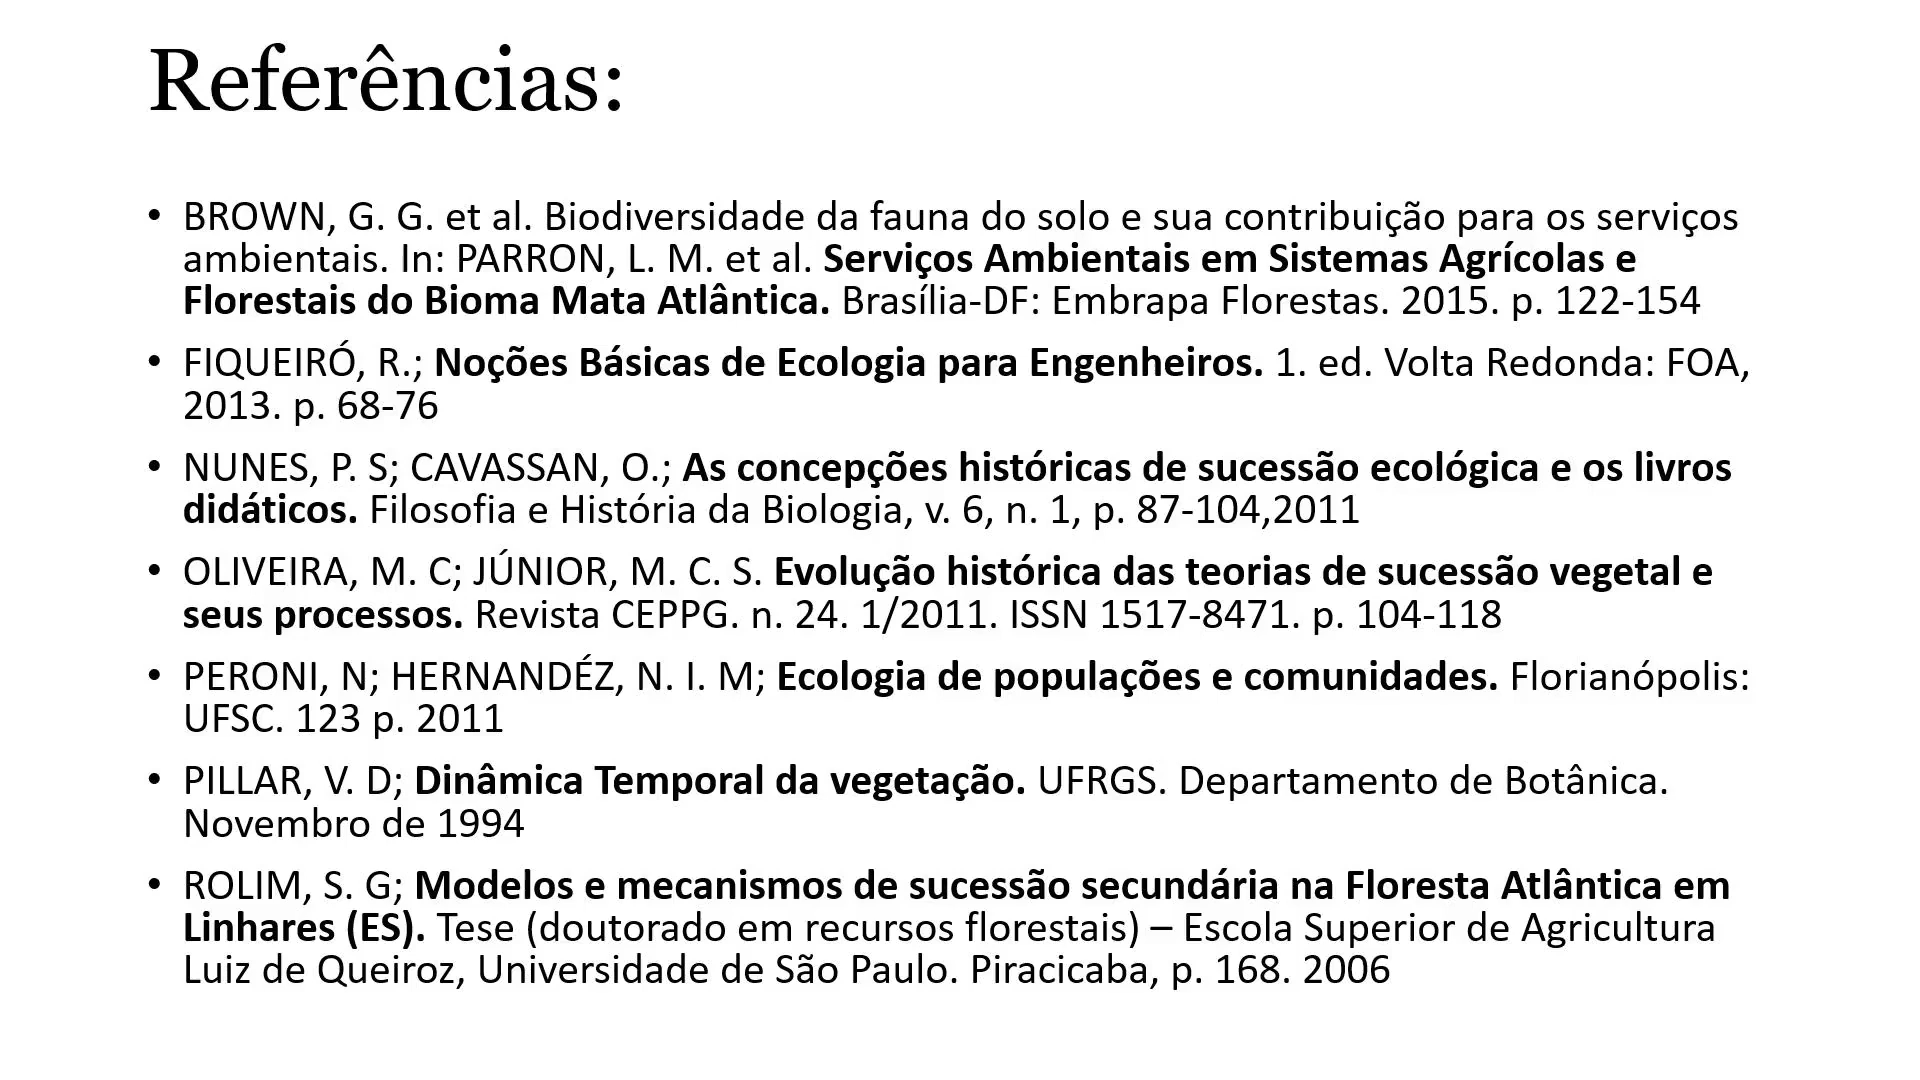 Referências:
• BROWN, G. G. et al. Biodiversidade da fauna do solo e sua contribuição para os serviços
ambientais. In: PARRON, L. M. et al. Serviços Ambientais em Sistemas Agrícolas e
Florestais do Bioma Mata Atlântica. Brasília-DF: Embrapa Florestas. 2015. p. 122-154
• FIQUEIRÓ, R.; Noções Básicas de Ecologia para Engenheiros. 1. ed. Volta Redonda: FOA,
2013. p. 68-76
• NUNES, P. S; CAVASSAN, O.; As concepções históricas de sucessão ecológica e os livros
didáticos. Filosofia e História da Biologia, v. 6, n. 1, p. 87-104,2011
• OLIVEIRA, M. C; JÚNIOR, M. C. S. Evolução histórica das teorias de sucessão vegetal e
seus processos. Revista CEPPG. n. 24. 1/2011. ISSN 1517-8471. p. 104-118
• PERONI, N; HERNANDÉZ, N. I. M; Ecologia de populações e comunidades. Florianópolis:
UFSC. 123 p. 2011
• PILLAR, V. D; Dinâmica Temporal da vegetação. UFRGS. Departamento de Botânica.
Novembro de 1994
• ROLIM, S. G; Modelos e mecanismos de sucessão secundária na Floresta Atlântica em
Linhares (ES). Tese (doutorado em recursos florestais) – Escola Superior de Agricultura
Luiz de Queiroz, Universidade de São Paulo. Piracicaba, p. 168. 2006